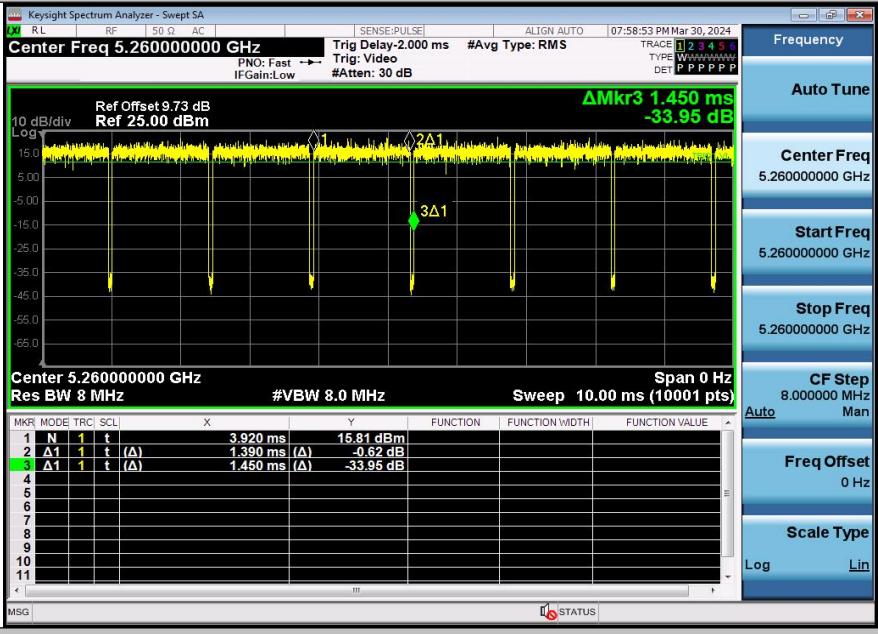 Keysight Spectrum Analyzer - Swept SA
LXI RL RF 50 Ω AC SENSE:PULSE ALIGN AUTO 07:58:53 PM Mar 30, 2024
Center Freq 5.260000000 GHz Trig Delay-2.000 ms #Avg Type: RMS TRACE 1 2 3 4 5 6
PNO: Fast Trig: Video TYPE WWWWWW
IFGain:Low #Atten: 30 dB DET P P P P P P
Ref Offset 9.73 dB ΔMkr3 1.450 ms
10 dB/div Ref 25.00 dBm -33.95 dB
Log
1 2Δ1
15.0
5.00
-5.00
3Δ1
-15.0
-25.0
-35.0
-45.0
-55.0
-65.0
Center 5.260000000 GHz Span 0 Hz
Res BW 8 MHz #VBW 8.0 MHz Sweep 10.00 ms (10001 pts)
MKR MODE TRC SCL X Y FUNCTION FUNCTION WIDTH FUNCTION VALUE
1 N 1 t 3.920 ms 15.81 dBm
2 Δ1 1 t (Δ) 1.390 ms (Δ) -0.62 dB
3 Δ1 1 t (Δ) 1.450 ms (Δ) -33.95 dB
4
5
6
7
8
9
10
11
MSG STATUS
Frequency
Auto Tune
Center Freq
5.260000000 GHz
Start Freq
5.260000000 GHz
Stop Freq
5.260000000 GHz
CF Step
8.000000 MHz
Auto Man
Freq Offset
0 Hz
Scale Type
Log Lin